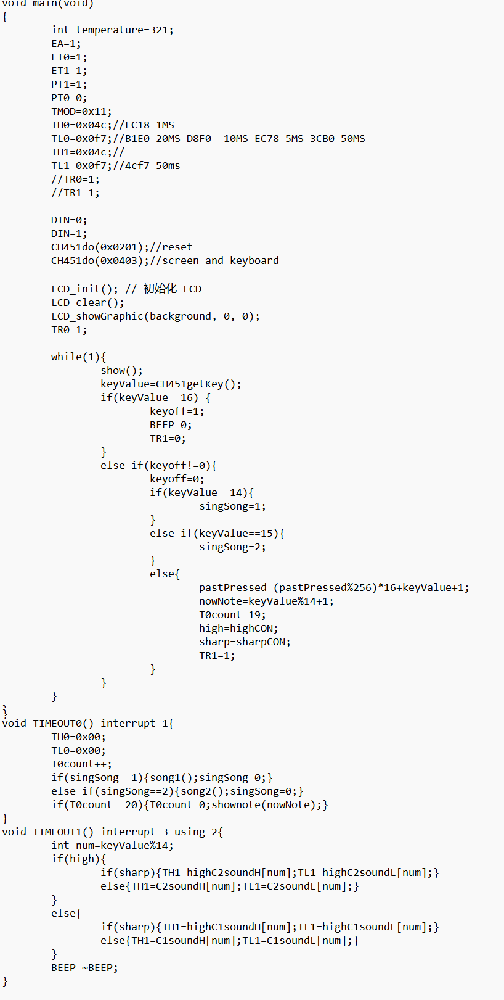 void main(void)
{
        int temperature=321;
        EA=1;
        ET0=1;
        ET1=1;
        PT1=1;
        PT0=0;
        TMOD=0x11;
        TH0=0x04c;//FC18 1MS
        TL0=0x0f7;//B1E0 20MS D8F0  10MS EC78 5MS 3CB0 50MS
        TH1=0x04c;//
        TL1=0x0f7;//4cf7 50ms
        //TR0=1;
        //TR1=1;

        DIN=0;
        DIN=1;
        CH451do(0x0201);//reset
        CH451do(0x0403);//screen and keyboard

        LCD_init(); // 初始化 LCD
        LCD_clear();
        LCD_showGraphic(background, 0, 0);
        TR0=1;

        while(1){
                show();
                keyValue=CH451getKey();
                if(keyValue==16) {
                        keyoff=1;
                        BEEP=0;
                        TR1=0;
                }
                else if(keyoff!=0){
                        keyoff=0;
                        if(keyValue==14){
                                singSong=1;
                        }
                        else if(keyValue==15){
                                singSong=2;
                        }
                        else{
                                pastPressed=(pastPressed%256)*16+keyValue+1;
                                nowNote=keyValue%14+1;
                                T0count=19;
                                high=highCON;
                                sharp=sharpCON;
                                TR1=1;
                        }
                }
        }
}
void TIMEOUT0() interrupt 1{
        TH0=0x00;
        TL0=0x00;
        T0count++;
        if(singSong==1){song1();singSong=0;}
        else if(singSong==2){song2();singSong=0;}
        if(T0count==20){T0count=0;shownote(nowNote);}
}
void TIMEOUT1() interrupt 3 using 2{
        int num=keyValue%14;
        if(high){
                if(sharp){TH1=highC2soundH[num];TL1=highC2soundL[num];}
                else{TH1=C2soundH[num];TL1=C2soundL[num];}
        }
        else{
                if(sharp){TH1=highC1soundH[num];TL1=highC1soundL[num];}
                else{TH1=C1soundH[num];TL1=C1soundL[num];}
        }
        BEEP=~BEEP;
}